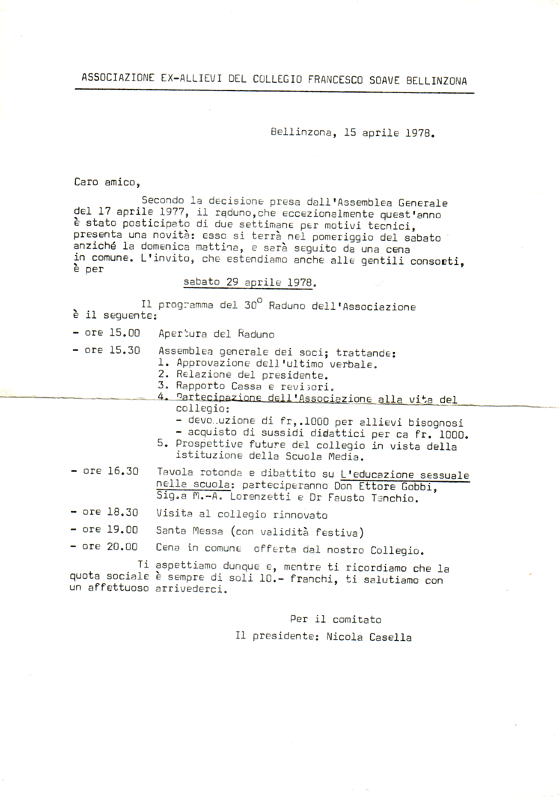 ASSOCIAZIONE EX-ALLIEVI DEL COLLEGIO FRANCESCO SOAVE BELLINZONA
Bellinzona, 15 aprile 1978.
Caro amico,
Secondo la decisione presa dall'Assemblea Generale
del 17 aprile 1977, il raduno,che eccezionalmente quest'anno
è stato posticipato di due settimane per motivi tecnici,
presenta una novità: esso si terrà nel pomeriggio del sabato
anziché la domenica mattina, e sarà seguito da una cena
in comune. L'invito, che estendiamo anche alle gentili consorti,
è per
sabato 29 aprile 1978.
Il programma del 30° Raduno dell'Associazione
è il seguente:
- ore 15.00 Apertura del Raduno
- ore 15.30 Assemblea generale dei soci; trattande:
1. Approvazione dell'ultimo verbale.
2. Relazione del presidente.
3. Rapporto Cassa e revisori.
4. Partecipazione dell'Associazione alla vita del
collegio:
- devoluzione di fr,.1000 per allievi bisognosi
- acquisto di sussidi didattici per ca fr. 1000.
5. Prospettive future del collegio in vista della
istituzione della Scuola Media.
- ore 16.30 Tavola rotonda e dibattito su L'educazione sessuale
nella scuola: parteciperanno Don Ettore Gobbi,
Sig.a M.-A. Lorenzetti e Dr Fausto Tanchio.
- ore 18.30 Visita al collegio rinnovato
- ore 19.00 Santa Messa (con validità festiva)
- ore 20.00 Cena in comune offerta dal nostro Collegio.
Ti aspettiamo dunque e, mentre ti ricordiamo che la
quota sociale è sempre di soli 10.- franchi, ti salutiamo con
un affettuoso arrivederci.
Per il comitato
Il presidente: Nicola Casella